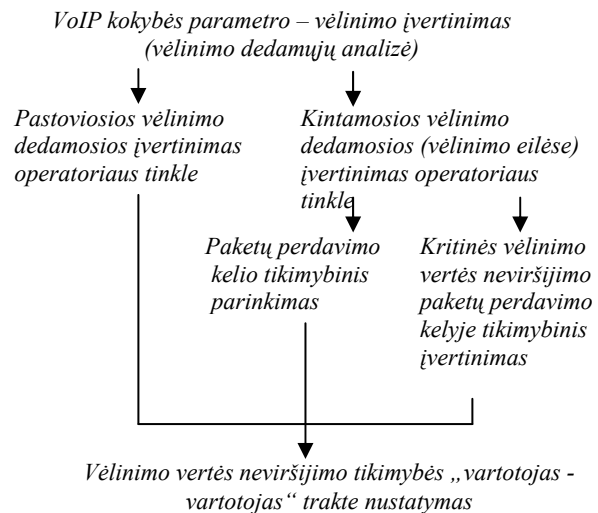 VoIP kokybės parametro – vėlinimo įvertinimas
(vėlinimo dedamųjų analizė)
Pastoviosios vėlinimo
dedamosios įvertinimas
operatoriaus tinkle
Kintamosios vėlinimo
dedamosios (vėlinimo eilėse)
įvertinimas operatoriaus
tinkle
Paketų perdavimo
kelio tikimybinis
parinkimas
Kritinės vėlinimo
vertės neviršijimo
paketų perdavimo
kelyje tikimybinis
įvertinimas
Vėlinimo vertės neviršijimo tikimybės „vartotojas -
vartotojas“ trakte nustatymas